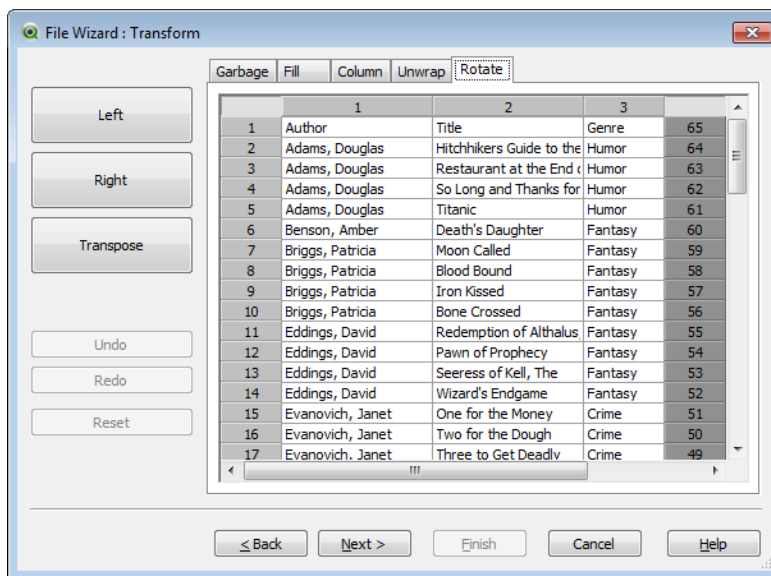 File Wizard : Transform
Garbage Fill Column Unwrap Rotate
Left
Right
Transpose
Undo
Redo
Reset
1 2 3
1 Author Title Genre 65
2 Adams, Douglas Hitchhikers Guide to the Humor 64
3 Adams, Douglas Restaurant at the End Humor 63
4 Adams, Douglas So Long and Thanks for Humor 62
5 Adams, Douglas Titanic Humor 61
6 Benson, Amber Death's Daughter Fantasy 60
7 Briggs, Patricia Moon Called Fantasy 59
8 Briggs, Patricia Blood Bound Fantasy 58
9 Briggs, Patricia Iron Kissed Fantasy 57
10 Briggs, Patricia Bone Crossed Fantasy 56
11 Eddings, David Redemption of Althalus, Fantasy 55
12 Eddings, David Pawn of Prophecy Fantasy 54
13 Eddings, David Seeress of Kell, The Fantasy 53
14 Eddings, David Wizard's Endgame Fantasy 52
15 Evanovich, Janet One for the Money Crime 51
16 Evanovich, Janet Two for the Dough Crime 50
17 Evanovich, Janet Three to Get Deadly Crime 49
< Back Next > Finish Cancel Help